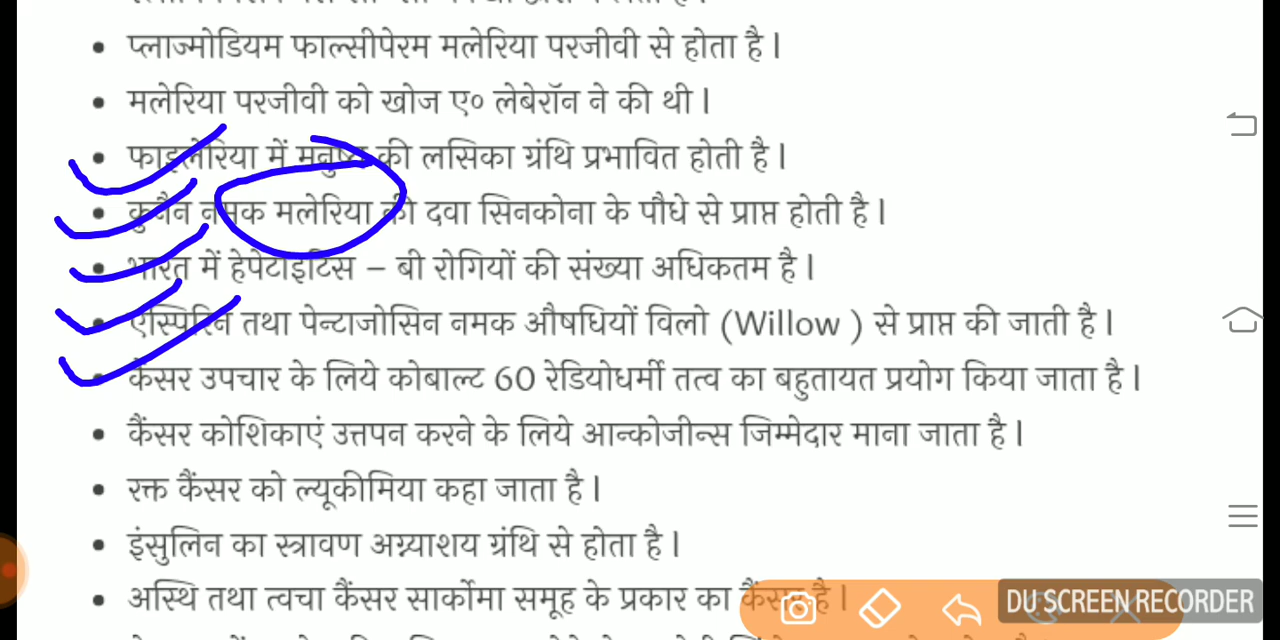 • प्लाज्मोडियम फाल्सीपेरम मलेरिया परजीवी से होता है।
• मलेरिया परजीवी को खोज ए० लेबेरॉन ने की थी।
• फाइलेरिया में मनुष्य की लसिका ग्रंथि प्रभावित होती है।
• कुनैन नमक मलेरिया की दवा सिनकोना के पौधे से प्राप्त होती है।
• भारत में हेपेटाइटिस – बी रोगियों की संख्या अधिकतम है।
• एस्पिरिन तथा पेन्टाजोसिन नमक औषधियों विलो (Willow ) से प्राप्त की जाती है।
• कैंसर उपचार के लिये कोबाल्ट 60 रेडियोधर्मी तत्व का बहुतायत प्रयोग किया जाता है।
• कैंसर कोशिकाएं उत्तपन करने के लिये आन्कोजीन्स जिम्मेदार माना जाता है।
• रक्त कैंसर को ल्यूकीमिया कहा जाता है।
• इंसुलिन का स्त्रावण अग्न्याशय ग्रंथि से होता है।
• अस्थि तथा त्वचा कैंसर सार्कोमा समूह के प्रकार का कैंसर है।
DU SCREEN RECORDER